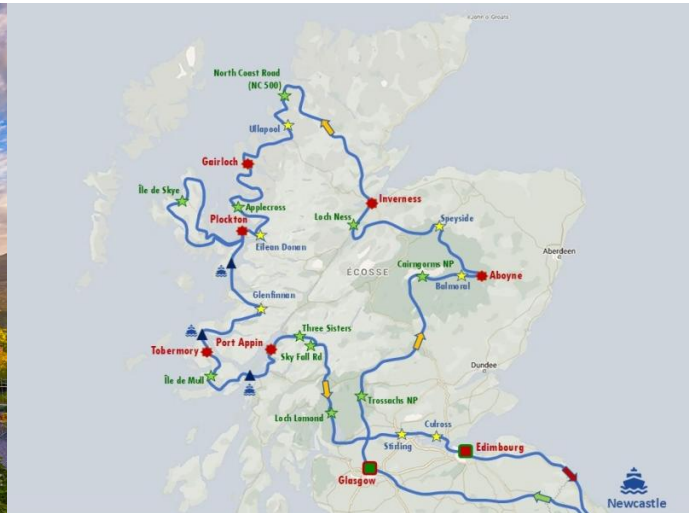 North Coast Road
(NC 500)
Ullapool
Gairloch
Île de Skye
Applecross
Plockton
Eilean Donan
Inverness
Loch Ness
Speyside
Aberdeen
Cairngorms NP
ÉCOSSE
Balmoral
Aboyne
Glenfinnan
Three Sisters
Port Appin
Sky Fall Rd
Tobermory
Île de Mull
Dundee
Trossachs NP
Loch Lomond
Culross
Stirling
Edimbourg
Glasgow
Newcastle